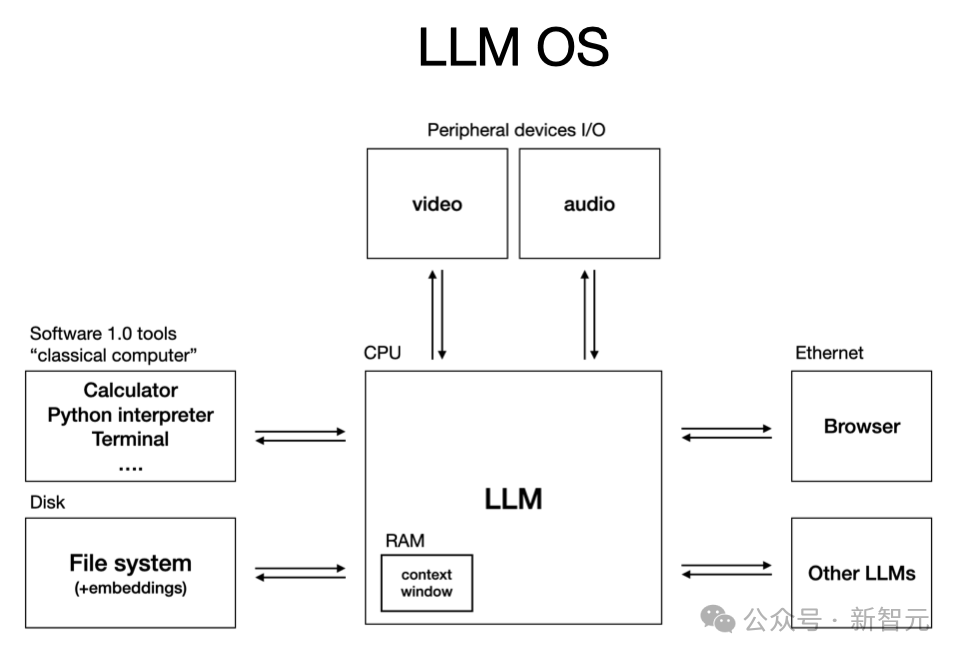 LLM OS
Peripheral devices I/O
video
audio
Software 1.0 tools
“classical computer”
Calculator
Python interpreter
Terminal
....
CPU
LLM
RAM
context
window
Ethernet
Browser
Disk
File system
(+embeddings)
Other LLMs
公众号 · 新智元